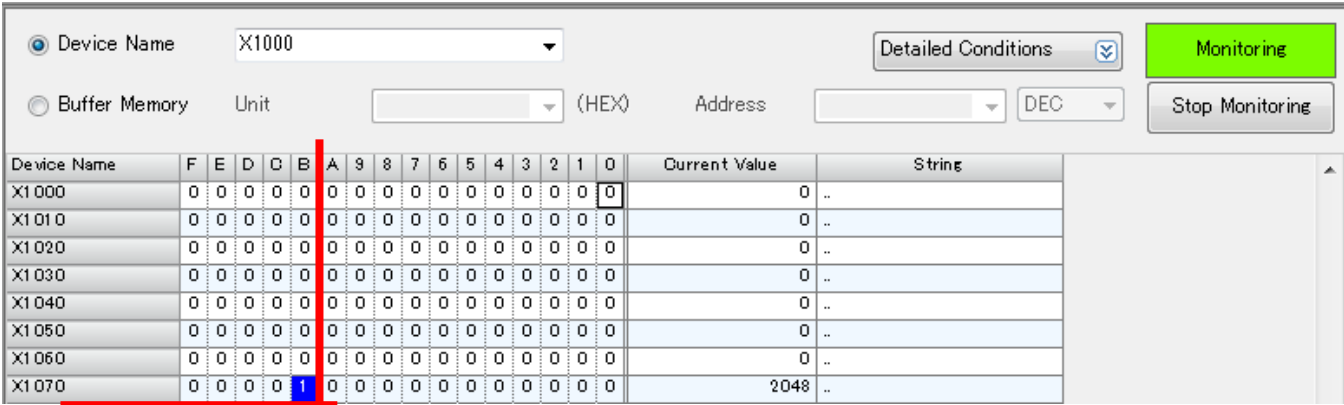 Device Name X1000 Detailed Conditions Monitoring
Buffer Memory Unit (HEX) Address DEC Stop Monitoring
Device Name F E D C B A 9 8 7 6 5 4 3 2 1 0 Current Value String
X1000 0 0 0 0 0 0 0 0 0 0 0 0 0 0 0 0 0 ..
X1010 0 0 0 0 0 0 0 0 0 0 0 0 0 0 0 0 0 ..
X1020 0 0 0 0 0 0 0 0 0 0 0 0 0 0 0 0 0 ..
X1030 0 0 0 0 0 0 0 0 0 0 0 0 0 0 0 0 0 ..
X1040 0 0 0 0 0 0 0 0 0 0 0 0 0 0 0 0 0 ..
X1050 0 0 0 0 0 0 0 0 0 0 0 0 0 0 0 0 0 ..
X1060 0 0 0 0 0 0 0 0 0 0 0 0 0 0 0 0 0 ..
X1070 0 0 0 0 1 0 0 0 0 0 0 0 0 0 0 0 2048 ..